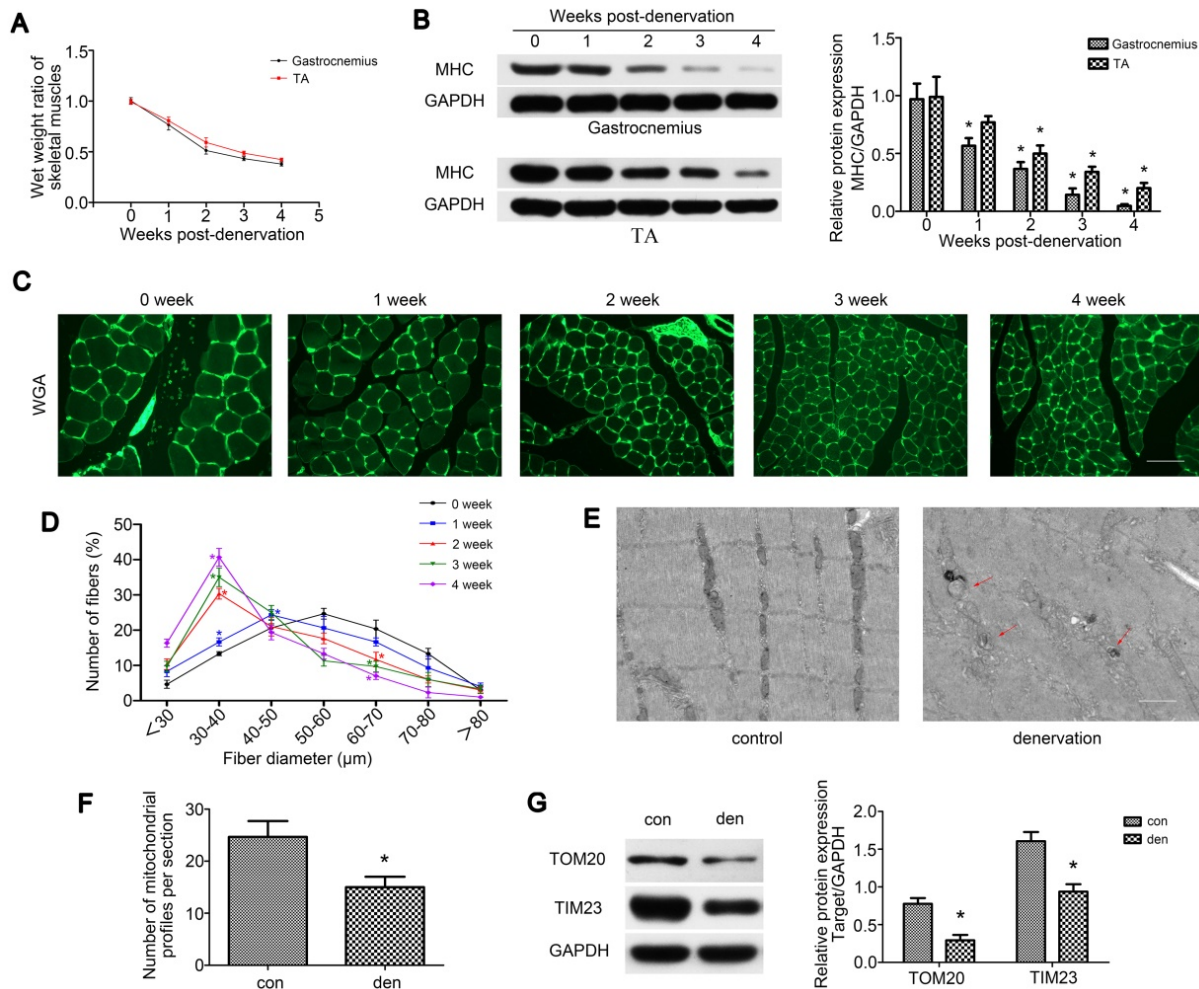 A
Wet weight ratio of
skeletal muscles
1.5
1.0
0.5
0.0
0 1 2 3 4 5
Weeks post-denervation
Gastrocnemius
TA
B
Weeks post-denervation
0 1 2 3 4
MHC
GAPDH
Gastrocnemius
MHC
GAPDH
TA
Relative protein expression
MHC/GAPDH
1.5
1.0
0.5
0.0
* * * * * * *
0 1 2 3 4
Weeks post-denervation
Gastrocnemius
TA
C
0 week 1 week 2 week 3 week 4 week
WGA
D
Number of fibers (%)
50
40
30
20
10
0
* * * * * * * *
<30 30-40 40-50 50-60 60-70 70-80 >80
Fiber diameter (µm)
0 week
1 week
2 week
3 week
4 week
E
control denervation
F
Number of mitochondrial
profiles per section
30
20
10
0
*
con den
G
con den
TOM20
TIM23
GAPDH
Relative protein expression
Target/GAPDH
2.0
1.5
1.0
0.5
0.0
* *
TOM20 TIM23
con
den